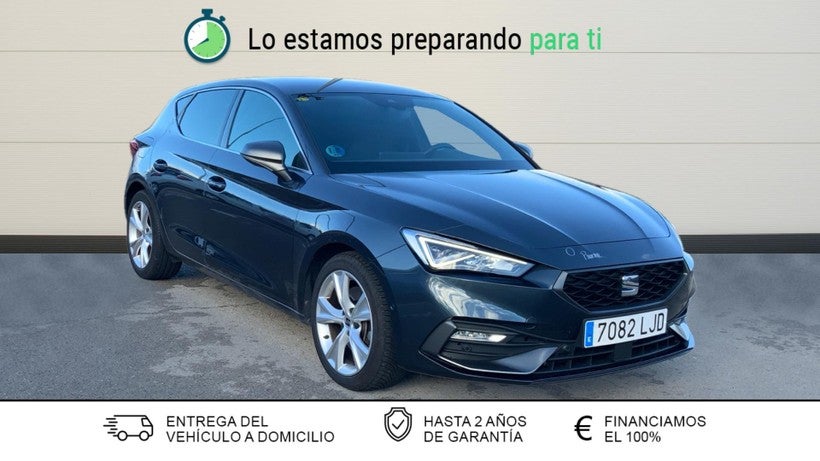 Lo estamos preparando para ti
7082 LJD
ENTREGA DEL
VEHÍCULO A DOMICILIO
HASTA 2 AÑOS
DE GARANTÍA
FINANCIAMOS
EL 100%